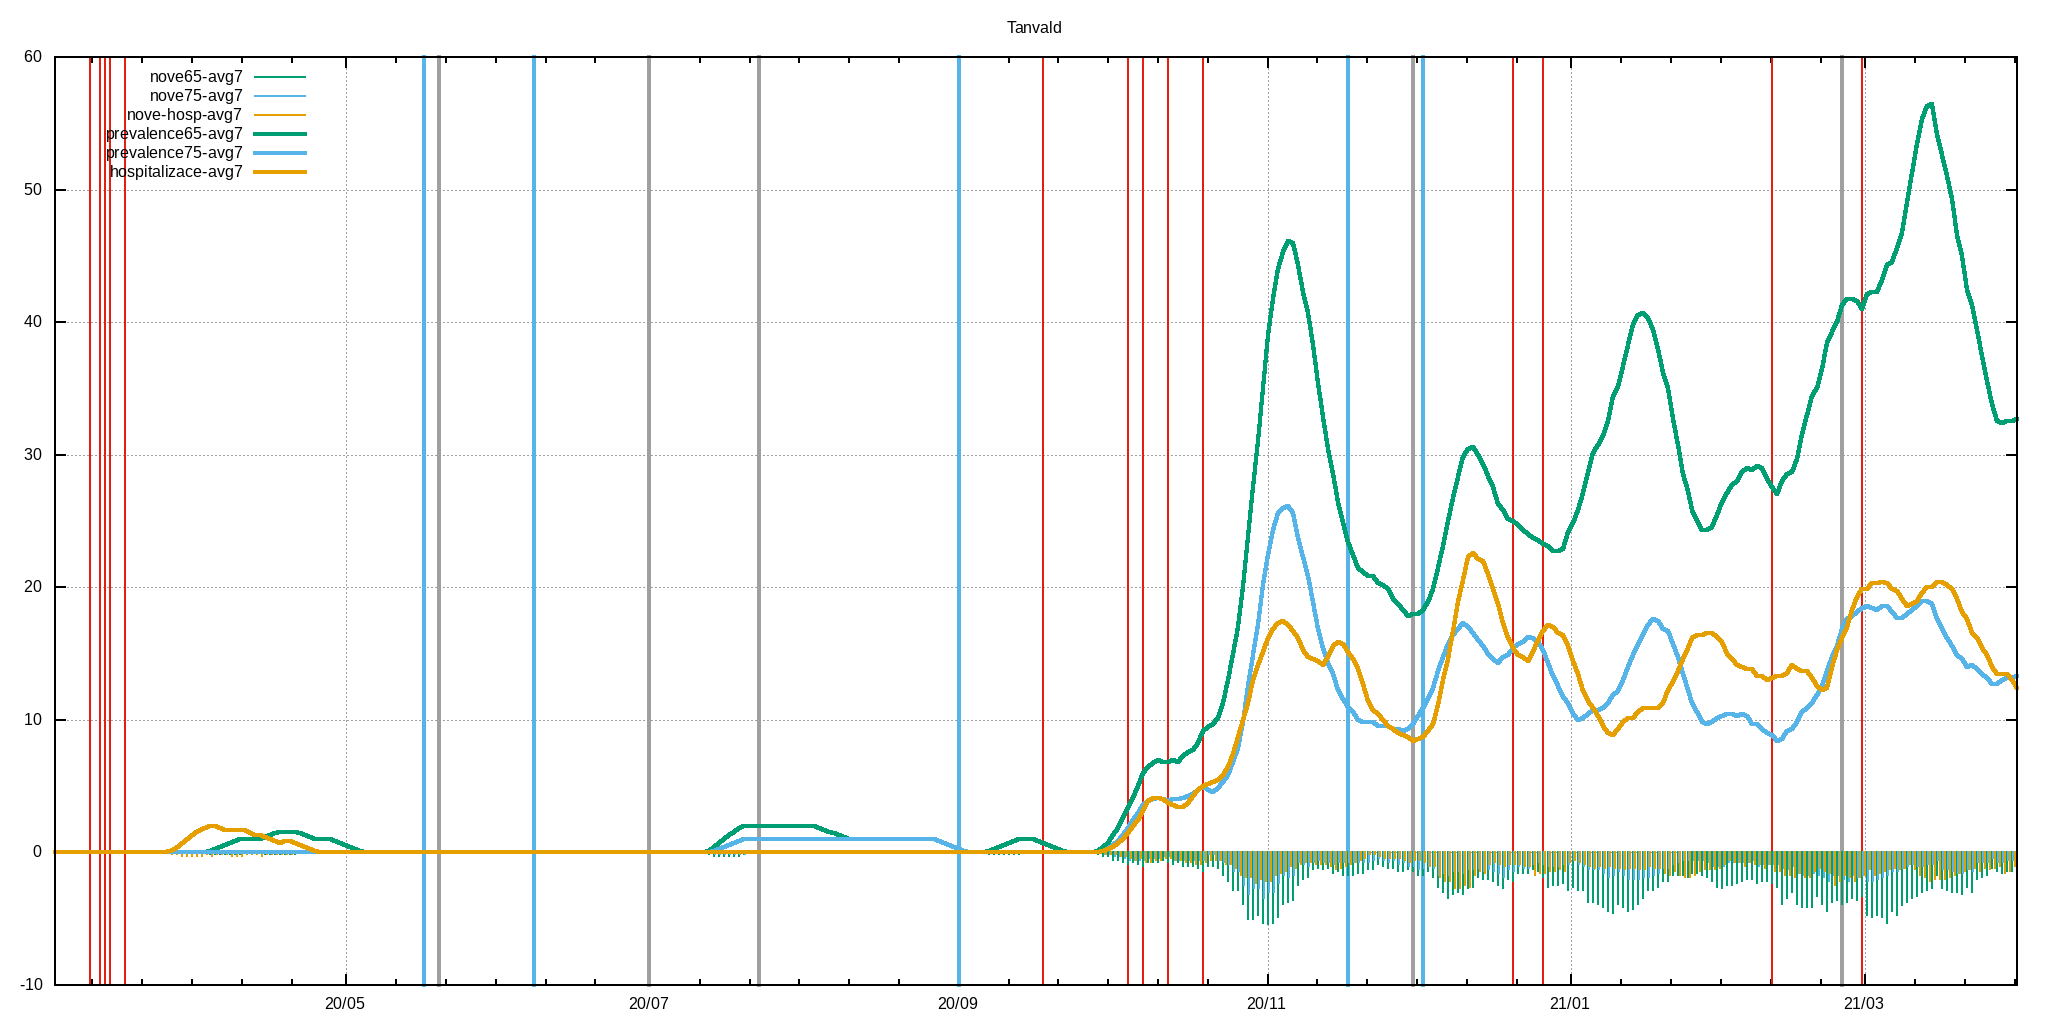 Tanvald
60
50
40
30
20
10
0
-10
nove65-avg7
nove75-avg7
nove-hosp-avg7
prevalence65-avg7
prevalence75-avg7
hospitalizace-avg7
20/05 20/07 20/09 20/11 21/01 21/03